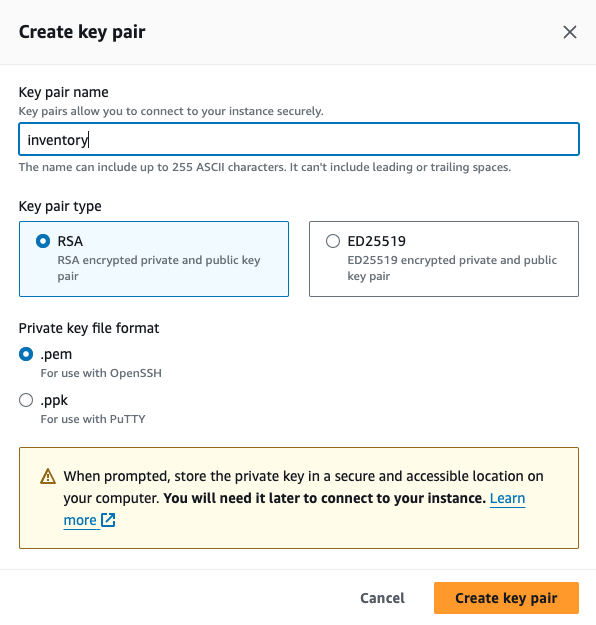 Create key pair
Key pair name
Key pairs allow you to connect to your instance securely.
inventory
The name can include up to 255 ASCII characters. It can't include leading or trailing spaces.
Key pair type
RSA
RSA encrypted private and public key
pair
ED25519
ED25519 encrypted private and public
key pair
Private key file format
.pem
For use with OpenSSH
.ppk
For use with PuTTY
When prompted, store the private key in a secure and accessible location on
your computer. You will need it later to connect to your instance. Learn
more
Cancel
Create key pair